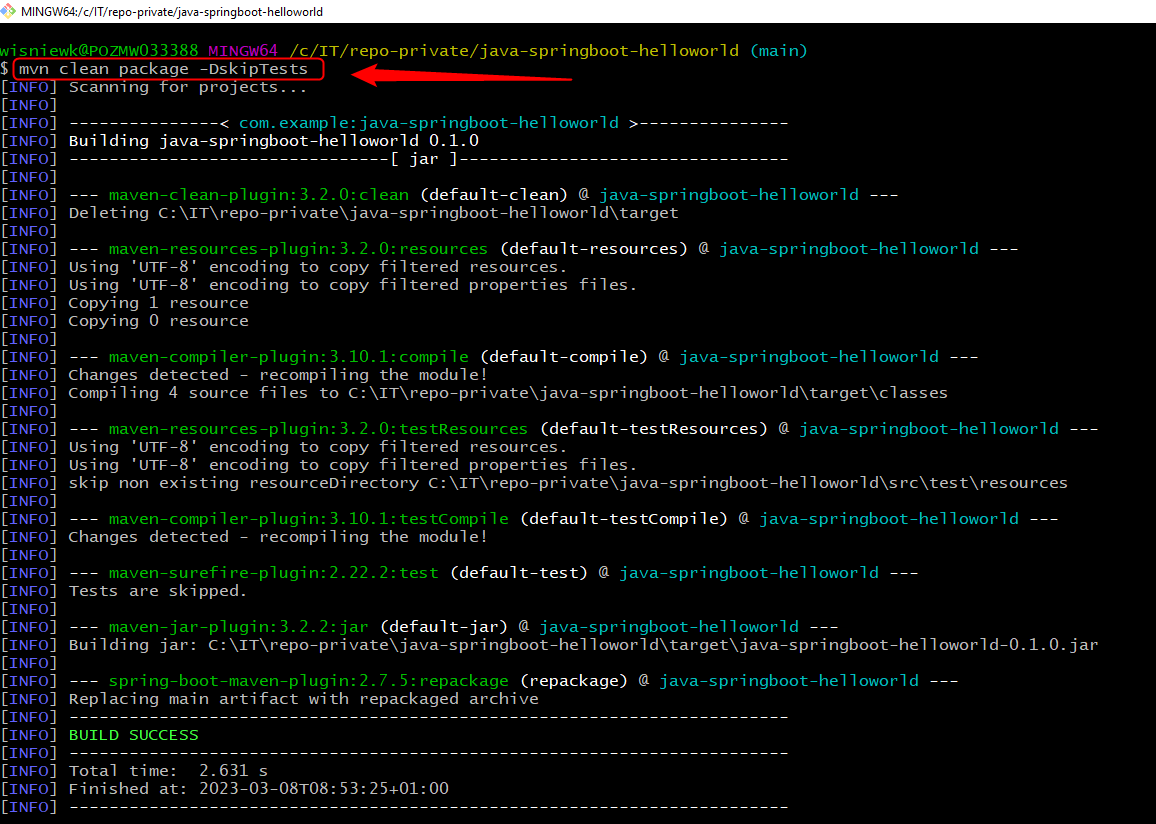 MINGW64:/c/IT/repo-private/java-springboot-helloworld
wisniewk@POZMW033388 MINGW64 /c/IT/repo-private/java-springboot-helloworld (main)
$ mvn clean package -DskipTests
[INFO] Scanning for projects...
[INFO]
[INFO] ---------------< com.example:java-springboot-helloworld >---------------
[INFO] Building java-springboot-helloworld 0.1.0
[INFO] --------------------------------[ jar ]---------------------------------
[INFO]
[INFO] --- maven-clean-plugin:3.2.0:clean (default-clean) @ java-springboot-helloworld ---
[INFO] Deleting C:\IT\repo-private\java-springboot-helloworld\target
[INFO]
[INFO] --- maven-resources-plugin:3.2.0:resources (default-resources) @ java-springboot-helloworld ---
[INFO] Using 'UTF-8' encoding to copy filtered resources.
[INFO] Using 'UTF-8' encoding to copy filtered properties files.
[INFO] Copying 1 resource
[INFO] Copying 0 resource
[INFO]
[INFO] --- maven-compiler-plugin:3.10.1:compile (default-compile) @ java-springboot-helloworld ---
[INFO] Changes detected - recompiling the module!
[INFO] Compiling 4 source files to C:\IT\repo-private\java-springboot-helloworld\target\classes
[INFO]
[INFO] --- maven-resources-plugin:3.2.0:testResources (default-testResources) @ java-springboot-helloworld ---
[INFO] Using 'UTF-8' encoding to copy filtered resources.
[INFO] Using 'UTF-8' encoding to copy filtered properties files.
[INFO] skip non existing resourceDirectory C:\IT\repo-private\java-springboot-helloworld\src\test\resources
[INFO]
[INFO] --- maven-compiler-plugin:3.10.1:testCompile (default-testCompile) @ java-springboot-helloworld ---
[INFO] Changes detected - recompiling the module!
[INFO]
[INFO] --- maven-surefire-plugin:2.22.2:test (default-test) @ java-springboot-helloworld ---
[INFO] Tests are skipped.
[INFO]
[INFO] --- maven-jar-plugin:3.2.2:jar (default-jar) @ java-springboot-helloworld ---
[INFO] Building jar: C:\IT\repo-private\java-springboot-helloworld\target\java-springboot-helloworld-0.1.0.jar
[INFO]
[INFO] --- spring-boot-maven-plugin:2.7.5:repackage (repackage) @ java-springboot-helloworld ---
[INFO] Replacing main artifact with repackaged archive
[INFO] ------------------------------------------------------------------------
[INFO] BUILD SUCCESS
[INFO] ------------------------------------------------------------------------
[INFO] Total time:  2.631 s
[INFO] Finished at: 2023-03-08T08:53:25+01:00
[INFO] ------------------------------------------------------------------------